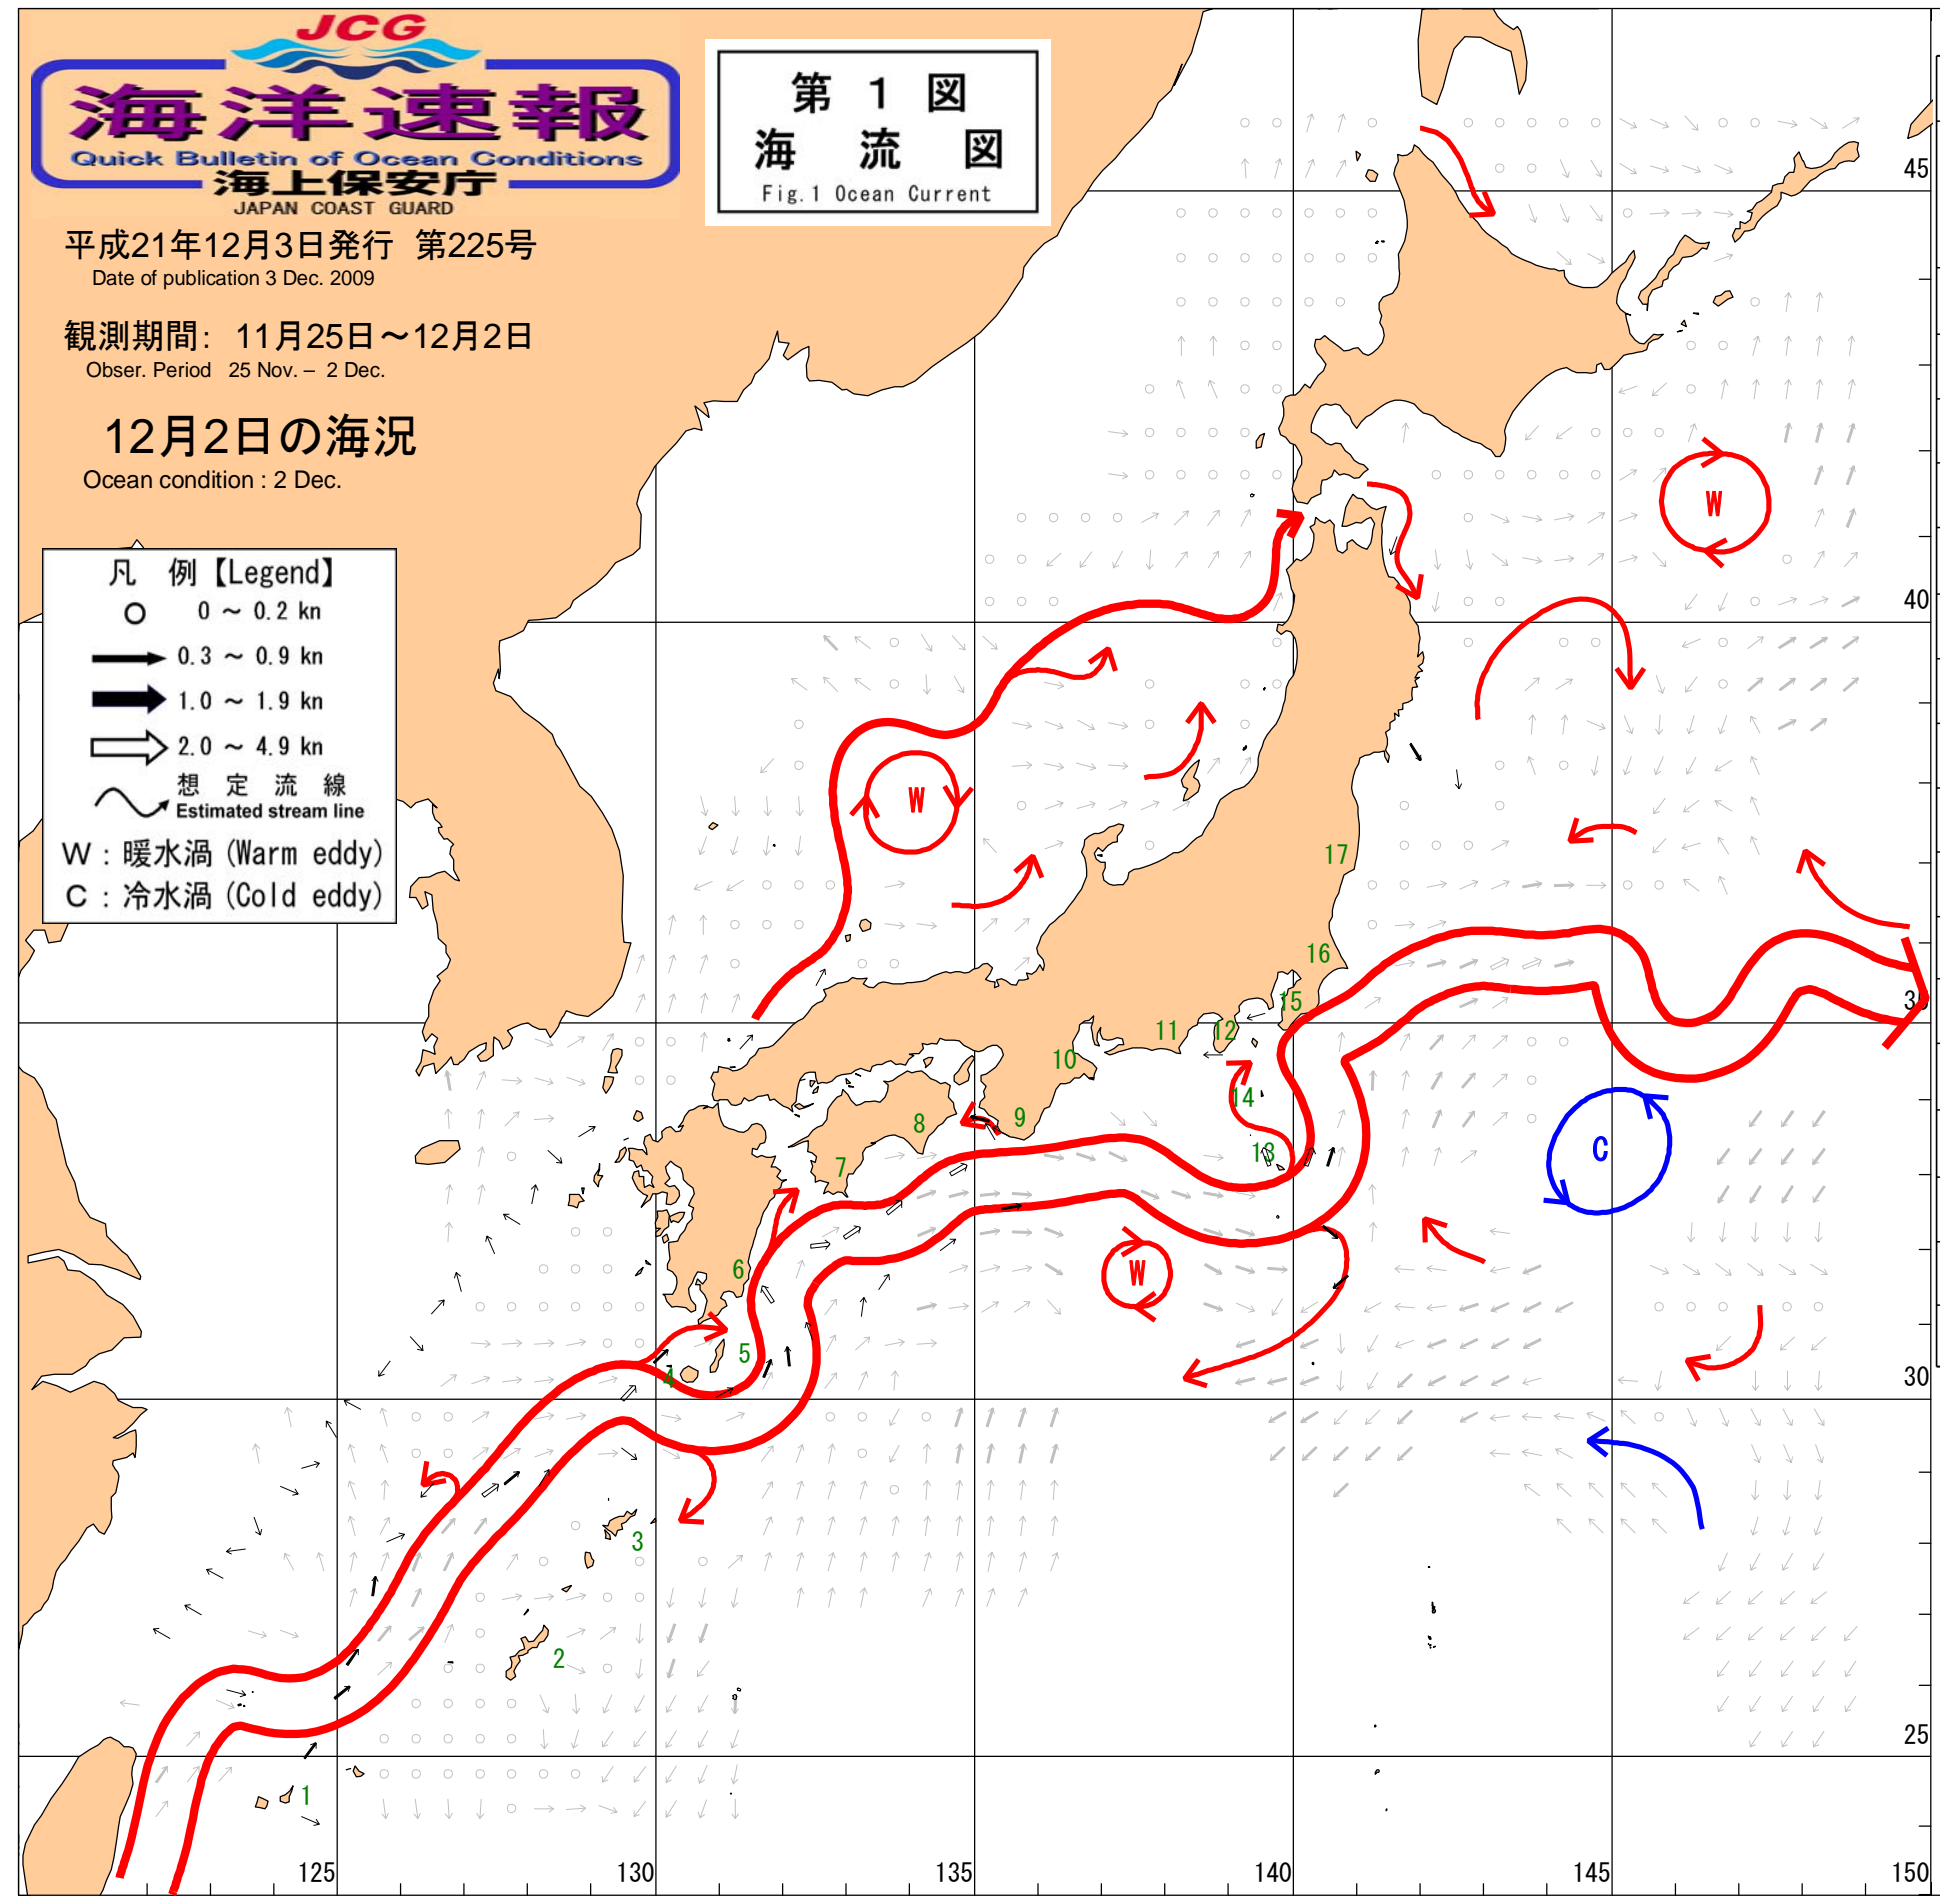 JCG
海洋速報
Quick Bulletin of Ocean Conditions
海上保安庁
JAPAN COAST GUARD
第 1 図
海 流 図
Fig.1 Ocean Current
平成21年12月3日発行 第225号
Date of publication 3 Dec. 2009
観測期間: 11月25日～12月2日
Obser. Period 25 Nov. – 2 Dec.
12月2日の海況
Ocean condition : 2 Dec.
凡 例【Legend】
0 ～ 0.2 kn
0.3 ～ 0.9 kn
1.0 ～ 1.9 kn
2.0 ～ 4.9 kn
想 定 流 線
Estimated stream line
W : 暖水渦 (Warm eddy)
C : 冷水渦 (Cold eddy)
45
W
40
W
17
16
15
35
11
12
10
14
9
8
C
13
7
6
W
5
4
30
3
2
25
1
125
130
135
140
145
150